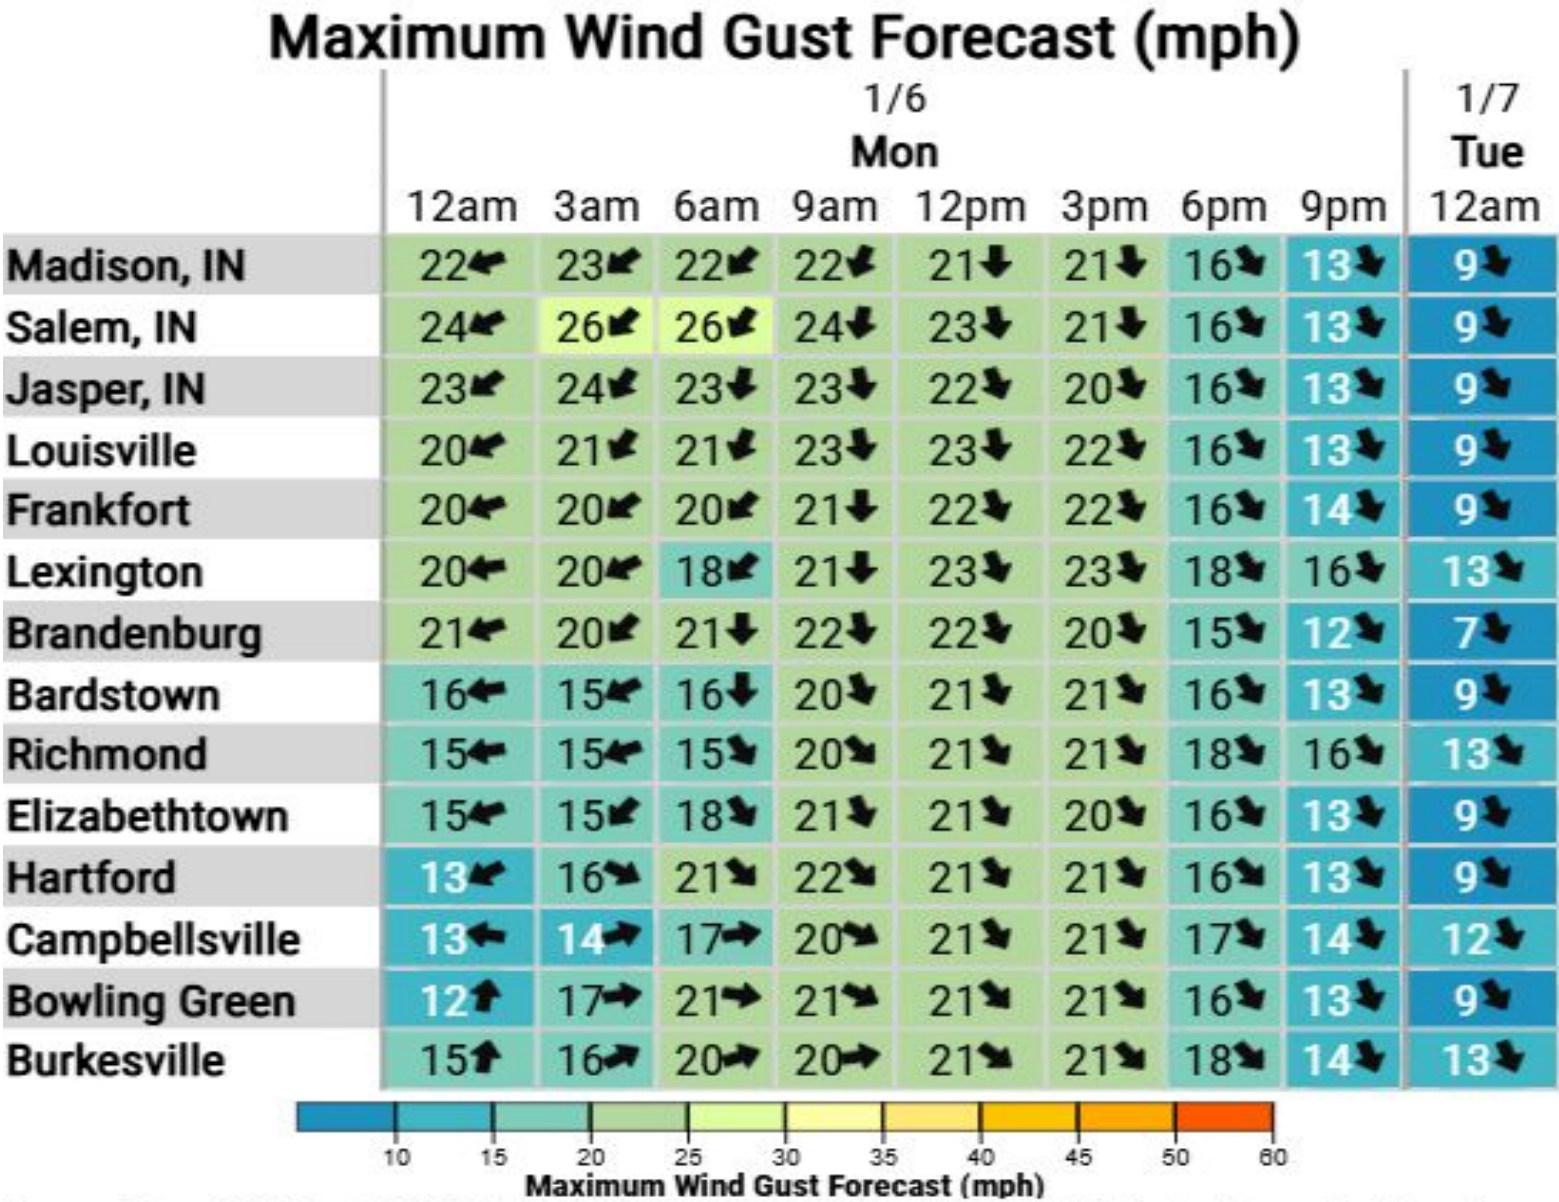 Maximum Wind Gust Forecast (mph)
1/6 1/7
Mon Tue
12am 3am 6am 9am 12pm 3pm 6pm 9pm 12am
Madison, IN 22 23 22 22 21 21 16 13 9
Salem, IN 24 26 26 24 23 21 16 13 9
Jasper, IN 23 24 23 23 22 20 16 13 9
Louisville 20 21 21 23 23 22 16 13 9
Frankfort 20 20 20 21 22 22 16 14 9
Lexington 20 20 18 21 23 23 18 16 13
Brandenburg 21 20 21 22 22 20 15 12 7
Bardstown 16 15 16 20 21 21 16 13 9
Richmond 15 15 15 20 21 21 18 16 13
Elizabethtown 15 15 18 21 21 20 16 13 9
Hartford 13 16 21 22 21 21 16 13 9
Campbellsville 13 14 17 20 21 21 17 14 12
Bowling Green 12 17 21 21 21 21 16 13 9
Burkesville 15 16 20 20 21 21 18 14 13
10 15 20 25 30 35 40 45 50 60
Maximum Wind Gust Forecast (mph)